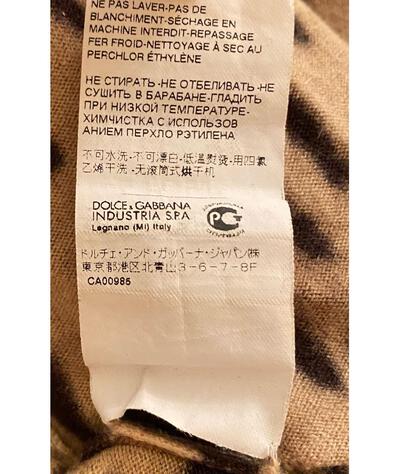 NE PAS LAVER-PAS DE
BLANCHIMENT-SÉCHAGE EN
MACHINE INTERDIT-REPASSAGE
FER FROID-NETTOYAGE À SEC AU
PERCHLOR ÉTHYLÈNE
НЕ СТИРАТЬ-НЕ ОТБЕЛИВАТЬ-НЕ
СУШИТЬ В БАРАБАНЕ-ГЛАДИТЬ
ПРИ НИЗКОЙ ТЕМПЕРАТУРЕ-
ХИМЧИСТКА С ИСПОЛЬЗОВ
АНИЕМ ПЕРХЛО РЭТИЛЕНА
不可水洗-不可漂白-低温熨烫-用四氯
乙烯干洗-无滚筒式烘干机
DOLCE&GABBANA
INDUSTRIA SPA
Legnano (MI) Italy
ドルチェ・アンド・ガッバーナ・ジャパン(株)
東京都港区北青山3-6-7-8F
CA00985